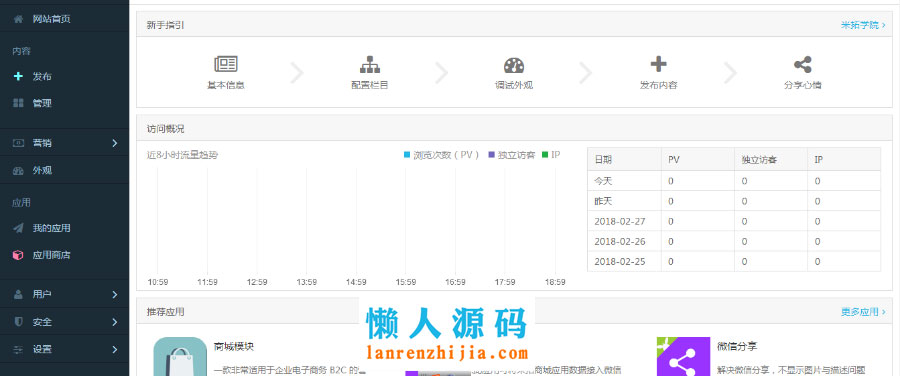 网站首页
内容
发布
管理
营销
外观
应用
我的应用
应用商店
用户
安全
设置
新手指引
米拓学院 >
基本信息
配置栏目
调试外观
发布内容
分享心情
访问概况
近8小时流量趋势
浏览次数（PV） 独立访客 IP
10:59 11:59 12:59 13:59 14:59 15:59 16:59 17:59 18:59
日期 PV 独立访客 IP
今天 0 0 0
昨天 0 0 0
2018-02-27 0 0 0
2018-02-26 0 0 0
2018-02-25 0 0 0
推荐应用
更多应用 >
懒人源码
lanrenzhijia.com
商城模块
一款非常适用于企业电子商务 B2C 的
商城应用数据接入微信
微信分享
解决微信分享，不显示图片与描述问题